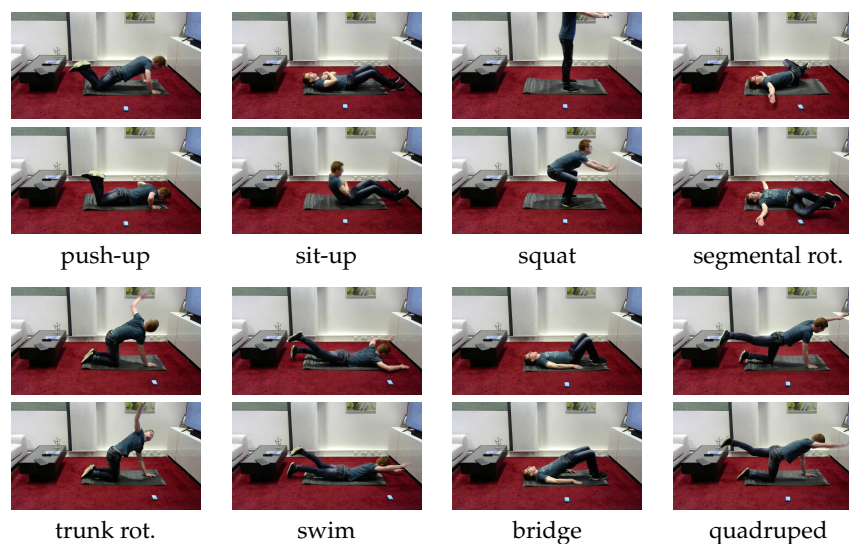 push-up
sit-up
squat
segmental rot.
trunk rot.
swim
bridge
quadruped